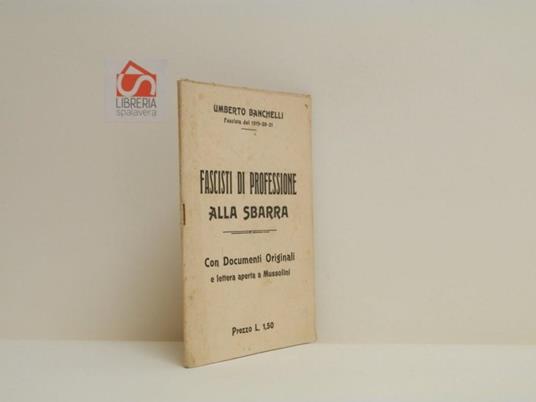 LIBRERIA
spalavera
UMBERTO BANCHELLI
Fascista del 1919-20-21
FASCISTI DI PROFESSIONE
ALLA SBARRA
Con Documenti Originali
e lettera aperta a Mussolini
Prezzo L. 1,50